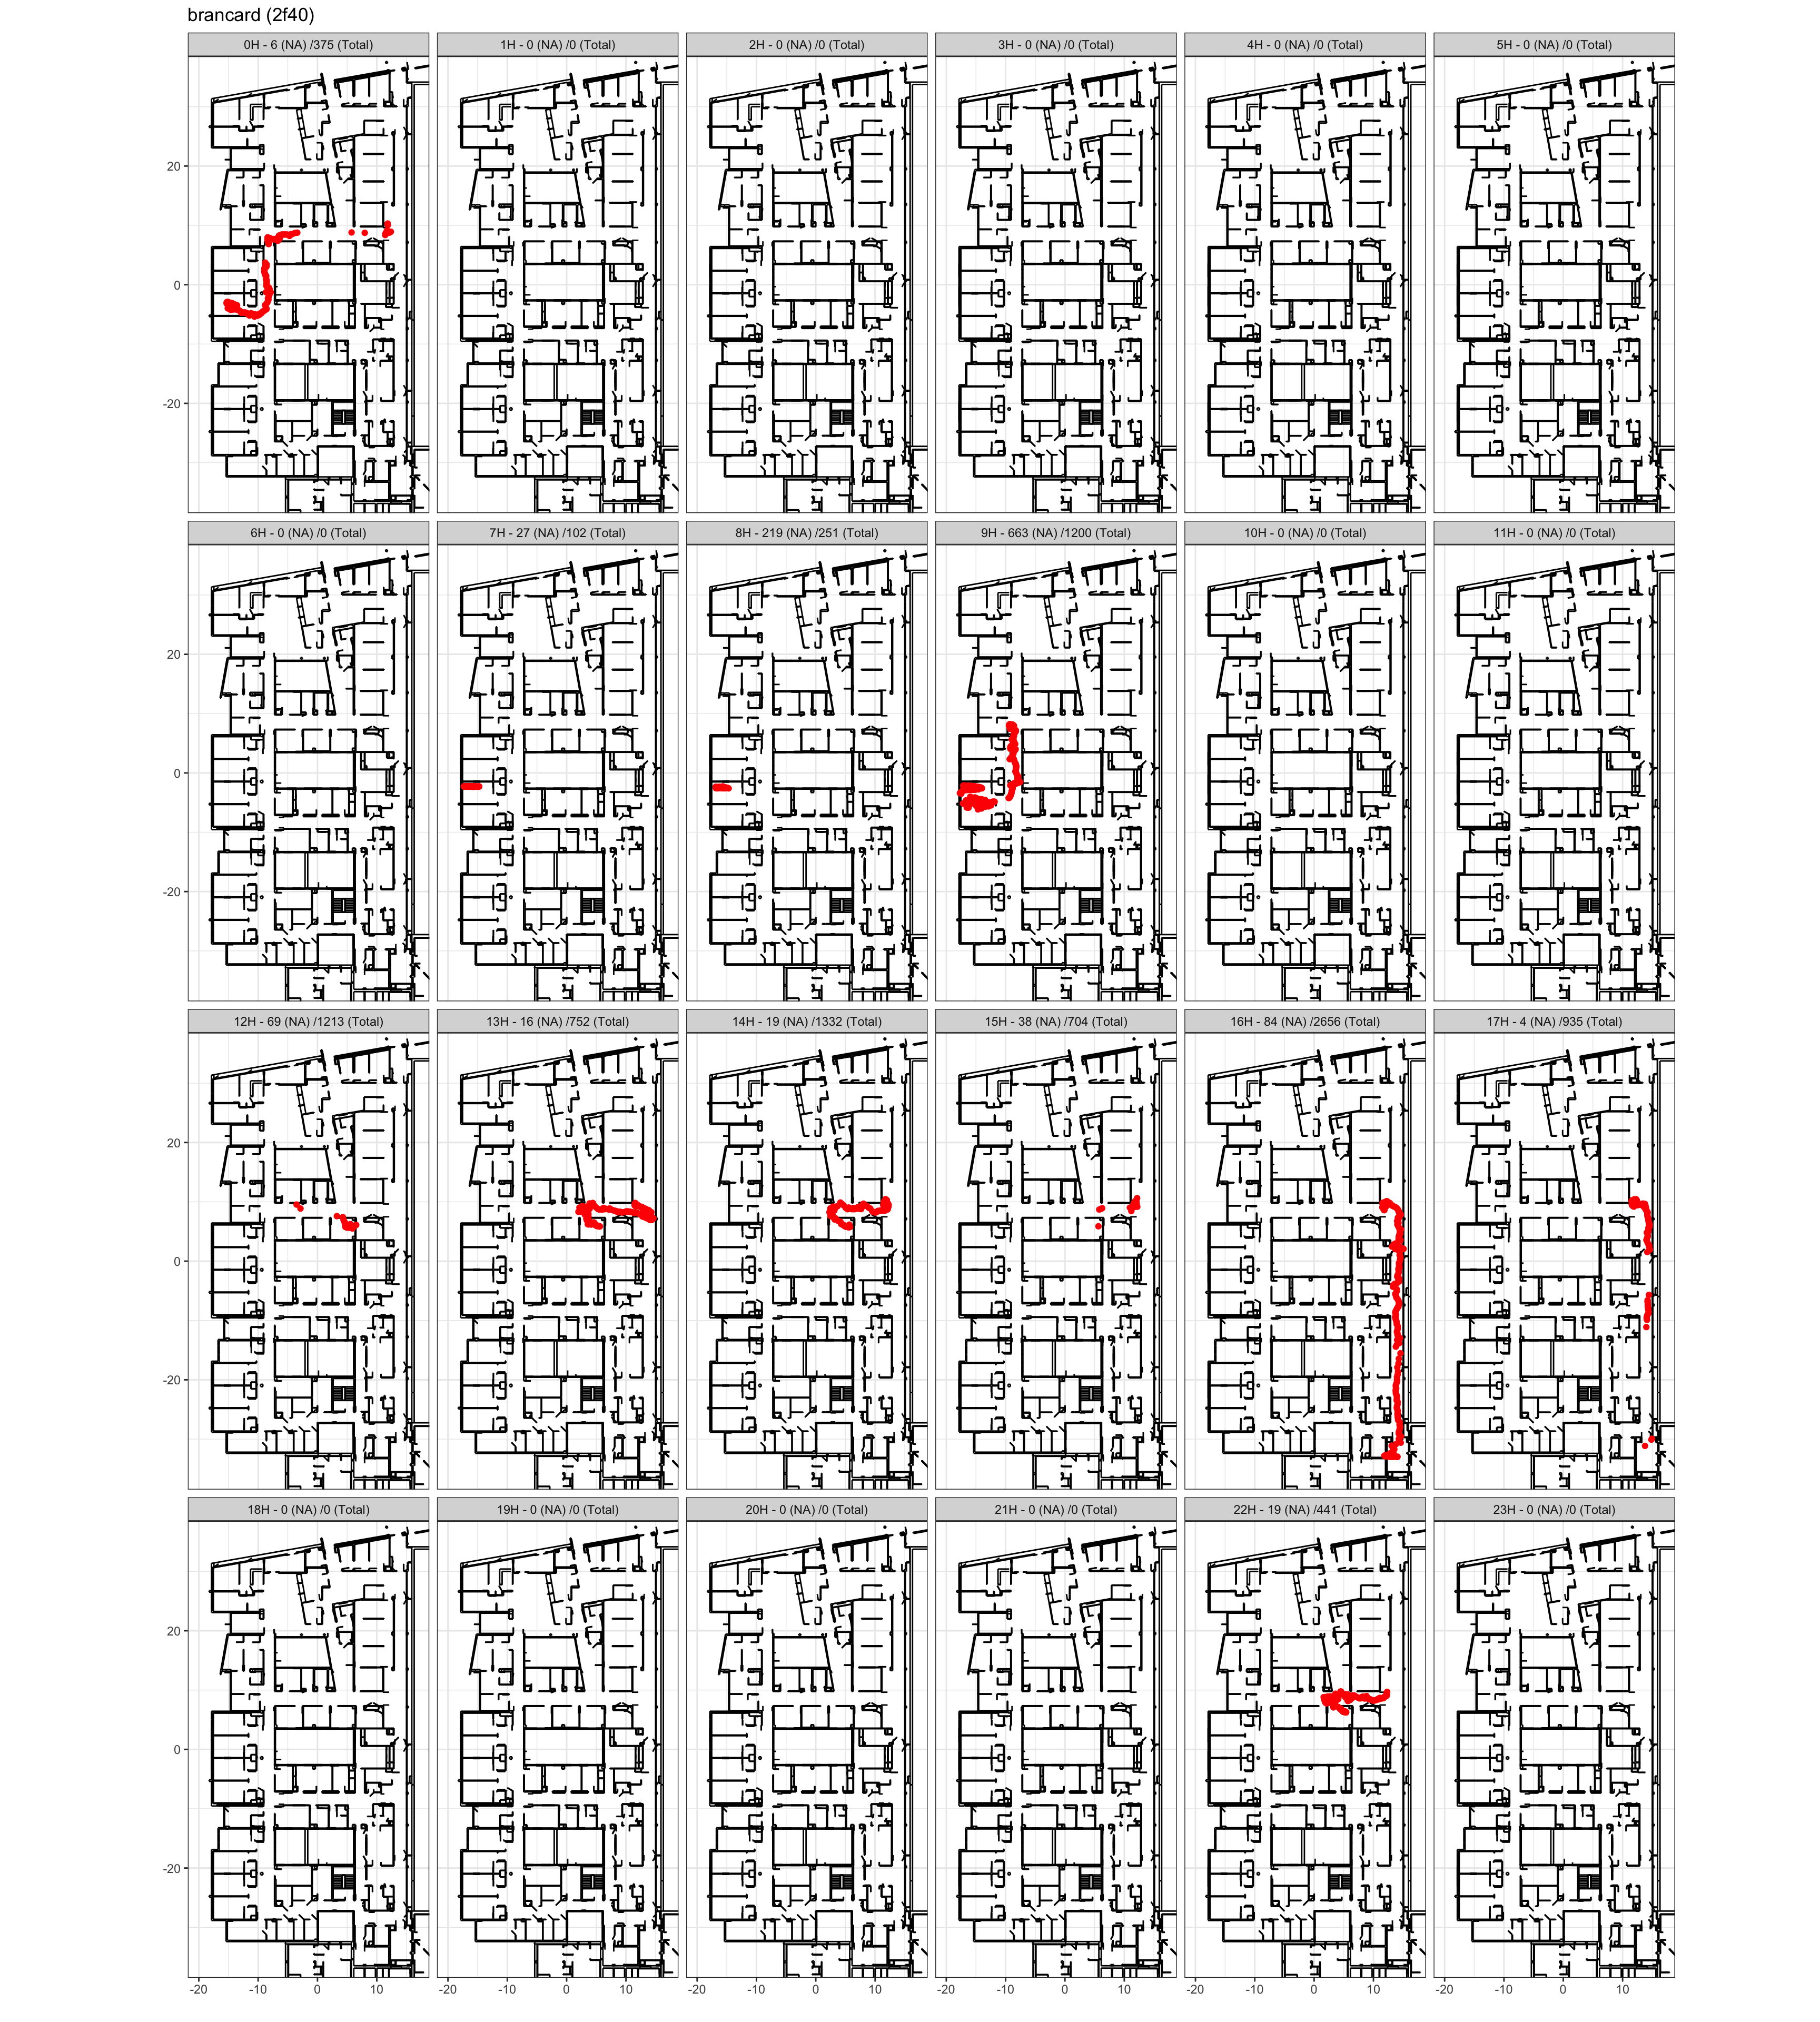 brancard (2f40)
0H - 6 (NA) /375 (Total) 1H - 0 (NA) /0 (Total) 2H - 0 (NA) /0 (Total) 3H - 0 (NA) /0 (Total) 4H - 0 (NA) /0 (Total) 5H - 0 (NA) /0 (Total)
20
0
-20
6H - 0 (NA) /0 (Total) 7H - 27 (NA) /102 (Total) 8H - 219 (NA) /251 (Total) 9H - 663 (NA) /1200 (Total) 10H - 0 (NA) /0 (Total) 11H - 0 (NA) /0 (Total)
20
0
-20
12H - 69 (NA) /1213 (Total) 13H - 16 (NA) /752 (Total) 14H - 19 (NA) /1332 (Total) 15H - 38 (NA) /704 (Total) 16H - 84 (NA) /2656 (Total) 17H - 4 (NA) /935 (Total)
20
0
-20
18H - 0 (NA) /0 (Total) 19H - 0 (NA) /0 (Total) 20H - 0 (NA) /0 (Total) 21H - 0 (NA) /0 (Total) 22H - 19 (NA) /441 (Total) 23H - 0 (NA) /0 (Total)
20
0
-20
-20 -10 0 10 -20 -10 0 10 -20 -10 0 10 -20 -10 0 10 -20 -10 0 10 -20 -10 0 10